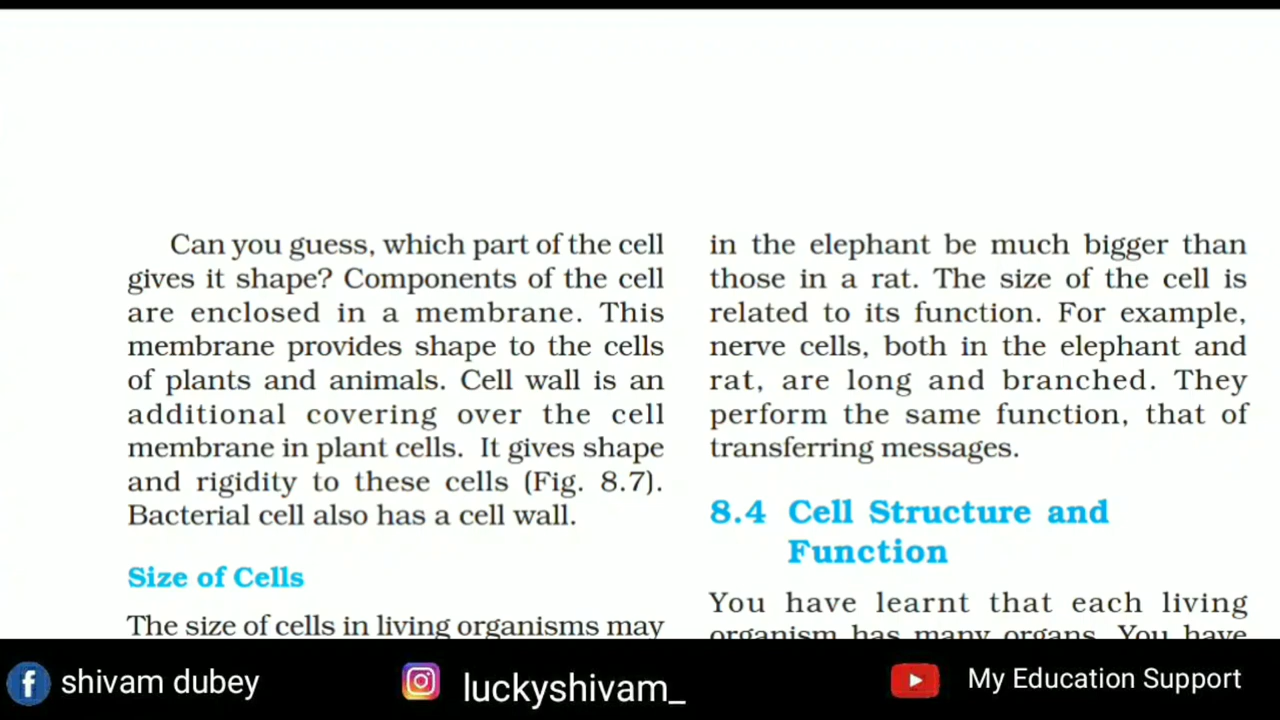 Can you guess, which part of the cell
gives it shape? Components of the cell
are enclosed in a membrane. This
membrane provides shape to the cells
of plants and animals. Cell wall is an
additional covering over the cell
membrane in plant cells. It gives shape
and rigidity to these cells (Fig. 8.7).
Bacterial cell also has a cell wall.
Size of Cells
The size of cells in living organisms may
in the elephant be much bigger than
those in a rat. The size of the cell is
related to its function. For example,
nerve cells, both in the elephant and
rat, are long and branched. They
perform the same function, that of
transferring messages.
8.4 Cell Structure and
Function
You have learnt that each living
organism has many organs. You have
shivam dubey
luckyshivam_
My Education Support